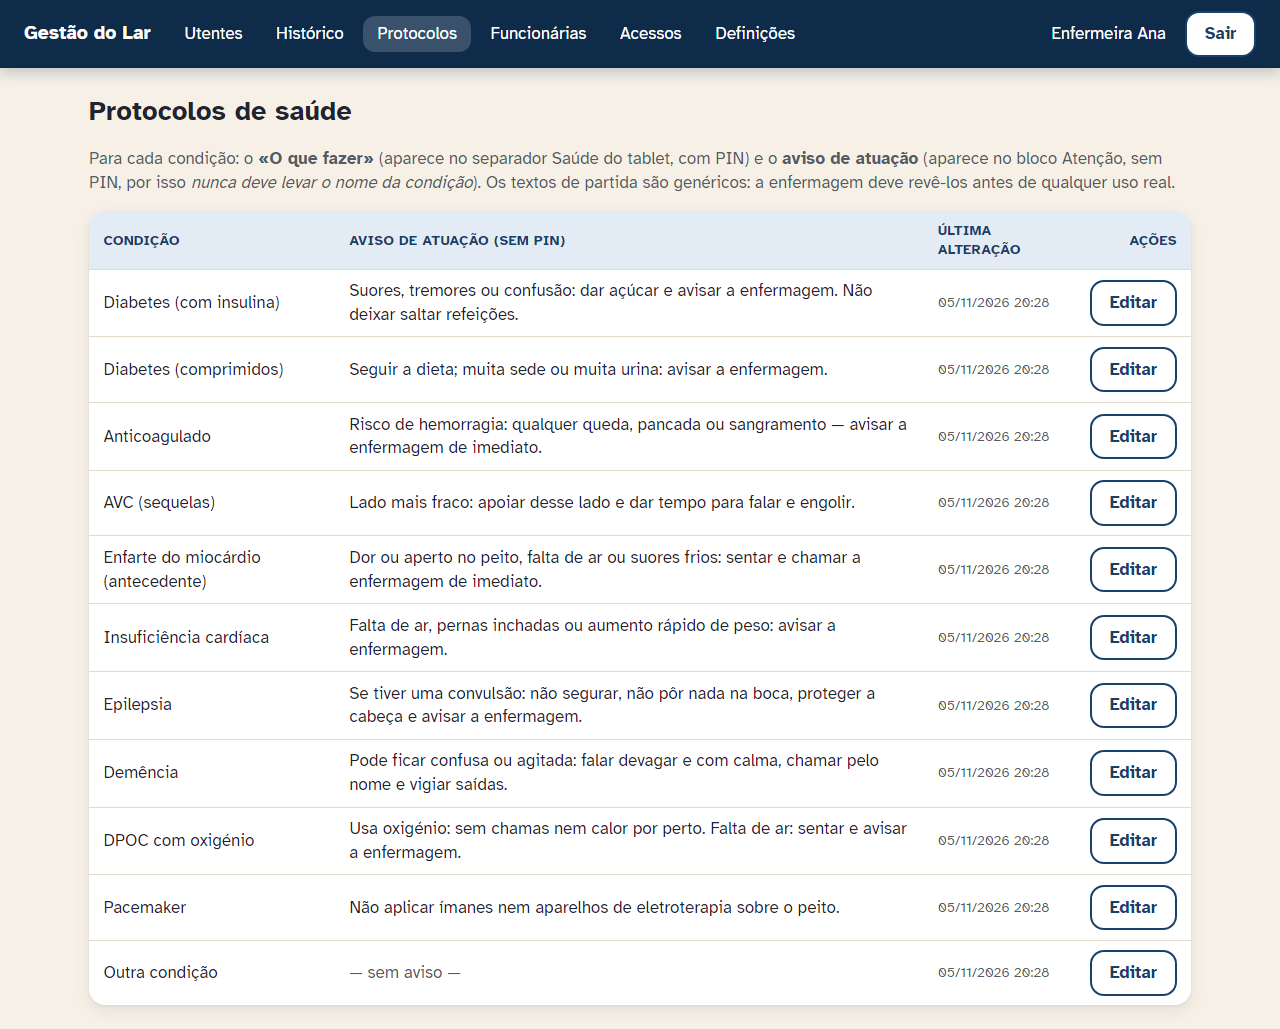 Gestão do Lar Utentes Histórico Protocolos Funcionárias Acessos Definições Enfermeira Ana Sair
Protocolos de saúde
Para cada condição: o «O que fazer» (aparece no separador Saúde do tablet, com PIN) e o aviso de atuação (aparece no bloco Atenção, sem
PIN, por isso nunca deve levar o nome da condição). Os textos de partida são genéricos: a enfermagem deve revê-los antes de qualquer uso real.
CONDIÇÃO AVISO DE ATUAÇÃO (SEM PIN) ÚLTIMA ALTERAÇÃO AÇÕES
Diabetes (com insulina) Suores, tremores ou confusão: dar açúcar e avisar a enfermagem. Não
deixar saltar refeições. 05/11/2026 20:28 Editar
Diabetes (comprimidos) Seguir a dieta; muita sede ou muita urina: avisar a enfermagem. 05/11/2026 20:28 Editar
Anticoagulado Risco de hemorragia: qualquer queda, pancada ou sangramento — avisar a
enfermagem de imediato. 05/11/2026 20:28 Editar
AVC (sequelas) Lado mais fraco: apoiar desse lado e dar tempo para falar e engolir. 05/11/2026 20:28 Editar
Enfarte do miocárdio
(antecedente) Dor ou aperto no peito, falta de ar ou suores frios: sentar e chamar a
enfermagem de imediato. 05/11/2026 20:28 Editar
Insuficiência cardíaca Falta de ar, pernas inchadas ou aumento rápido de peso: avisar a
enfermagem. 05/11/2026 20:28 Editar
Epilepsia Se tiver uma convulsão: não segurar, não pôr nada na boca, proteger a
cabeça e avisar a enfermagem. 05/11/2026 20:28 Editar
Demência Pode ficar confusa ou agitada: falar devagar e com calma, chamar pelo
nome e vigiar saídas. 05/11/2026 20:28 Editar
DPOC com oxigénio Usa oxigénio: sem chamas nem calor por perto. Falta de ar: sentar e avisar
a enfermagem. 05/11/2026 20:28 Editar
Pacemaker Não aplicar ímanes nem aparelhos de eletroterapia sobre o peito. 05/11/2026 20:28 Editar
Outra condição — sem aviso — 05/11/2026 20:28 Editar